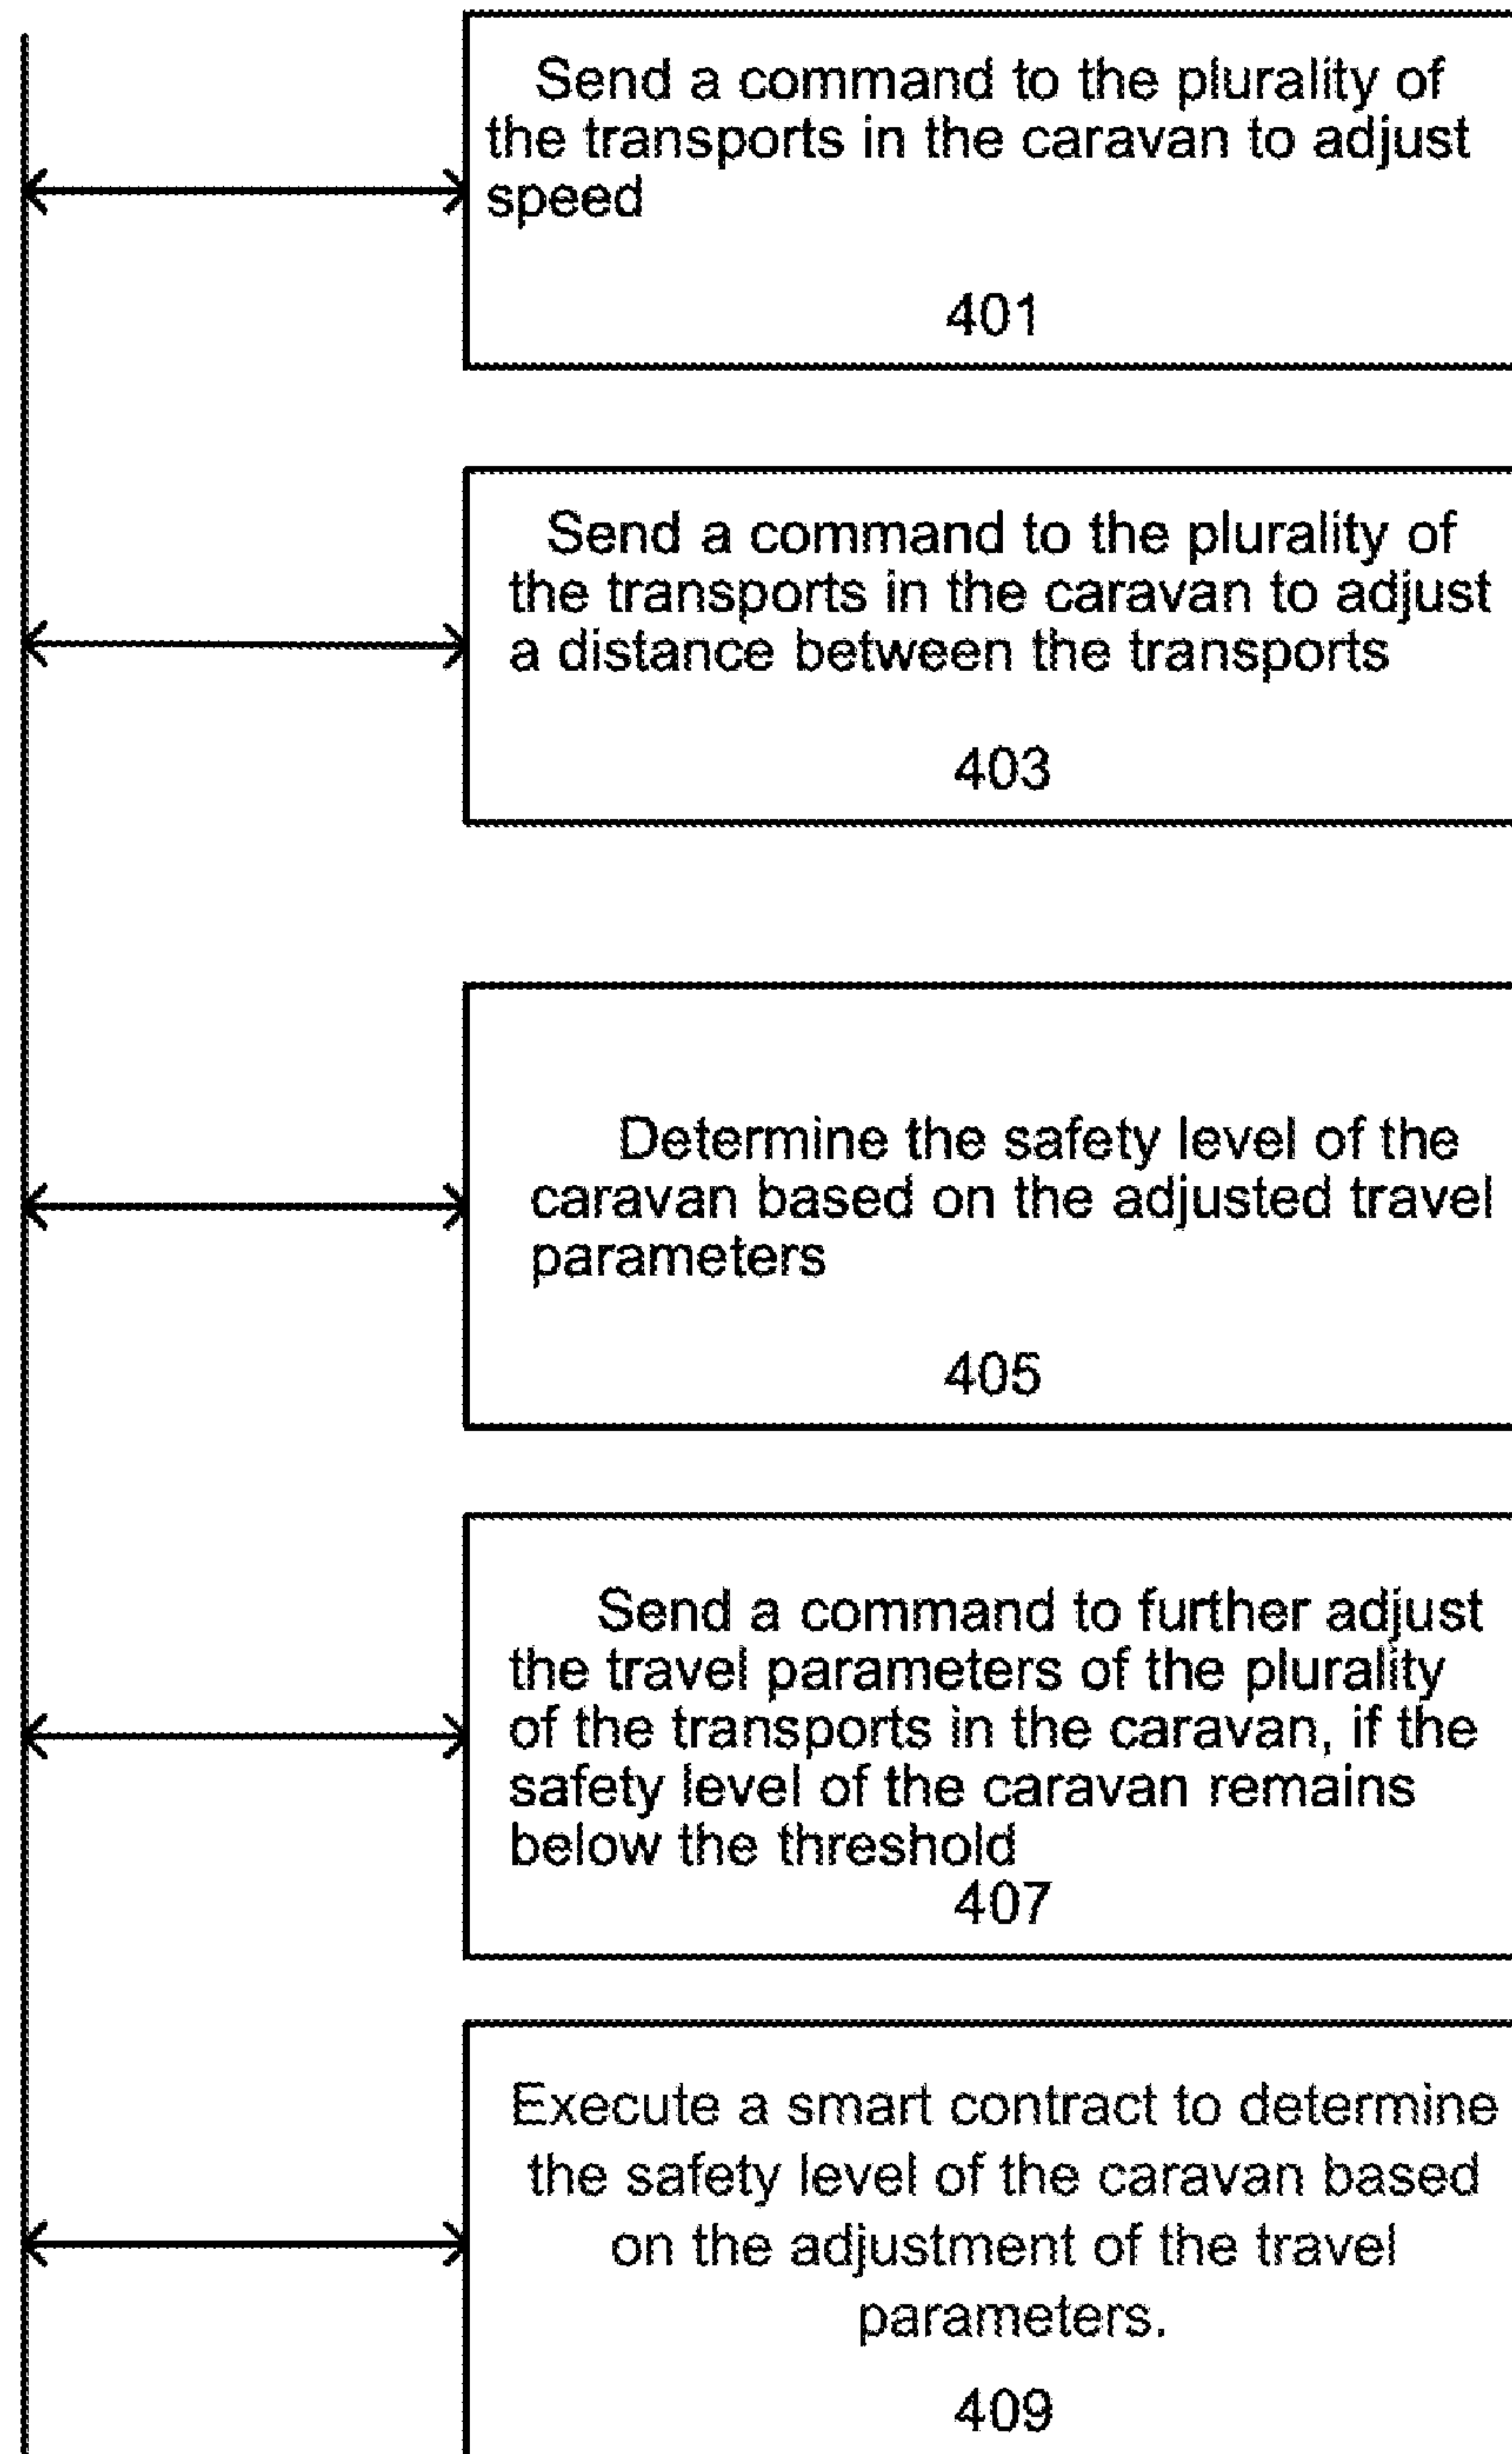 Send a command to the plurality of
the transports in the caravan to adjust
speed
401
Send a command to the plurality of
the transports in the caravan to adjust
a distance between the transports
403
Determine the safety level of the
caravan based on the adjusted travel
parameters
405
Send a command to further adjust
the travel parameters of the plurality
of the transports in the caravan, if the
safety level of the caravan remains
below the threshold
407
Execute a smart contract to determine
the safety level of the caravan based
on the adjustment of the travel
parameters.
409